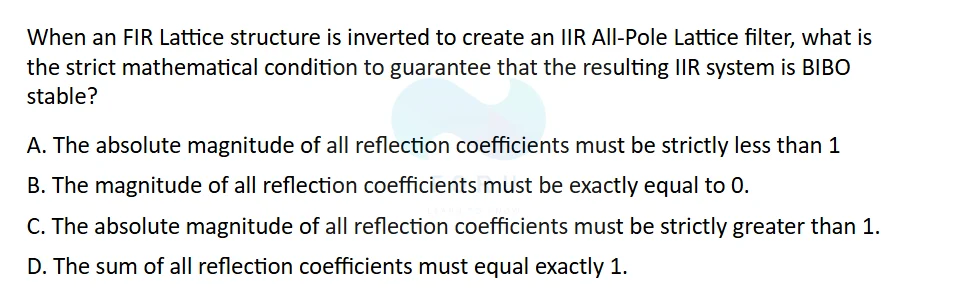 When an FIR Lattice structure is inverted to create an IIR All-Pole Lattice filter, what is
the strict mathematical condition to guarantee that the resulting IIR system is BIBO
stable?
A. The absolute magnitude of all reflection coefficients must be strictly less than 1
B. The magnitude of all reflection coefficients must be exactly equal to 0.
C. The absolute magnitude of all reflection coefficients must be strictly greater than 1.
D. The sum of all reflection coefficients must equal exactly 1.